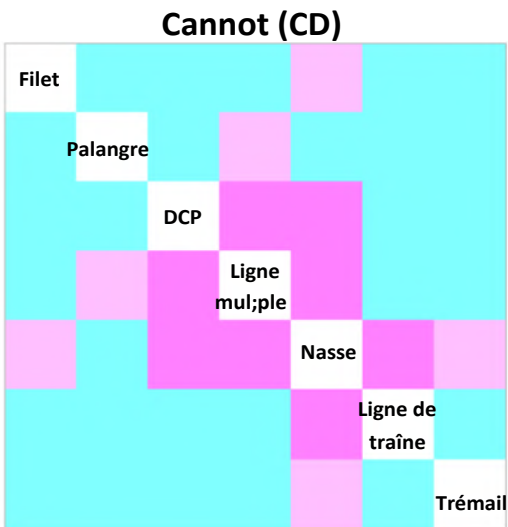 Cannot (CD)
Filet
Palangre
DCP
Ligne
mul;ple
Nasse
Ligne de
traîne
Trémail